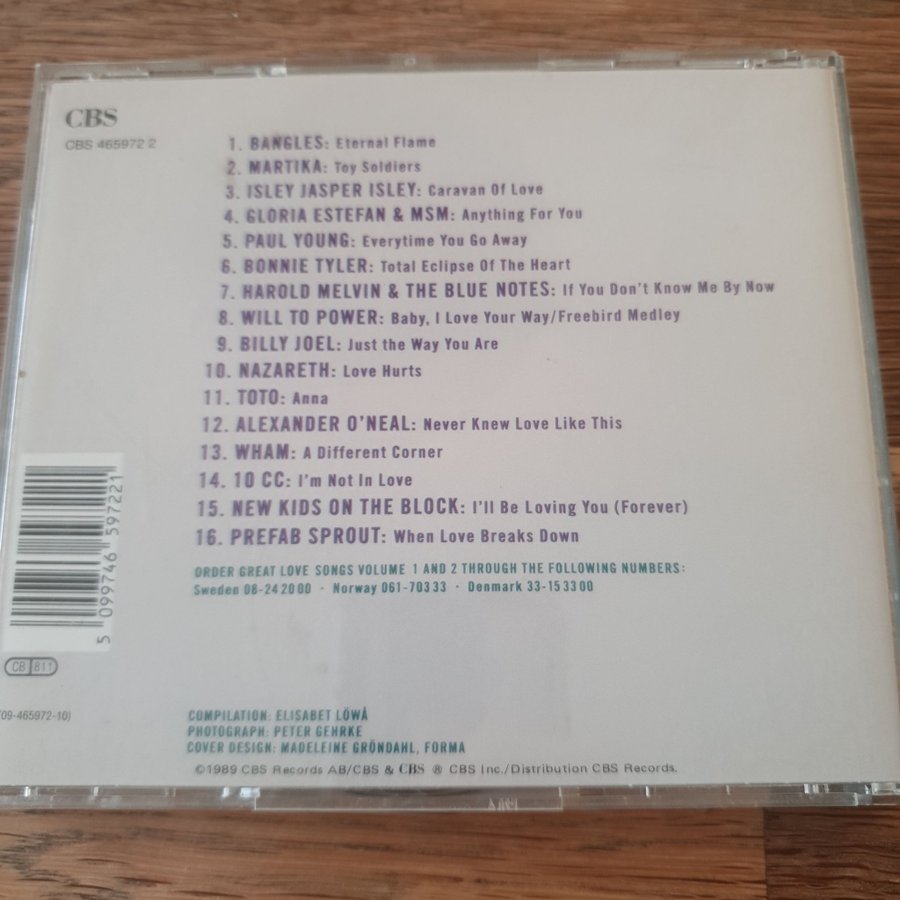 CBS
CBS 465972 2
1. BANGLES: Eternal Flame
2. MARTIKA: Toy Soldiers
3. ISLEY JASPER ISLEY: Caravan Of Love
4. GLORIA ESTEFAN & MSM: Anything For You
5. PAUL YOUNG: Everytime You Go Away
6. BONNIE TYLER: Total Eclipse Of The Heart
7. HAROLD MELVIN & THE BLUE NOTES: If You Don't Know Me By Now
8. WILL TO POWER: Baby, I Love Your Way/Freebird Medley
9. BILLY JOEL: Just the Way You Are
10. NAZARETH: Love Hurts
11. TOTO: Anna
12. ALEXANDER O'NEAL: Never Knew Love Like This
13. WHAM: A Different Corner
14. 10 CC: I'm Not In Love
15. NEW KIDS ON THE BLOCK: I'll Be Loving You (Forever)
16. PREFAB SPROUT: When Love Breaks Down
ORDER GREAT LOVE SONGS VOLUME 1 AND 2 THROUGH THE FOLLOWING NUMBERS:
Sweden 08-24 20 00 · Norway 061-703 33 · Denmark 33-15 33 00
5 099746 597221
CB 811
09-465972-10)
COMPILATION: ELISABET LÖWÅ
PHOTOGRAPH: PETER GEHRKE
COVER DESIGN: MADELEINE GRÖNDAHL, FORMA
©1989 CBS Records AB/CBS & CBS ® CBS Inc./Distribution CBS Records.